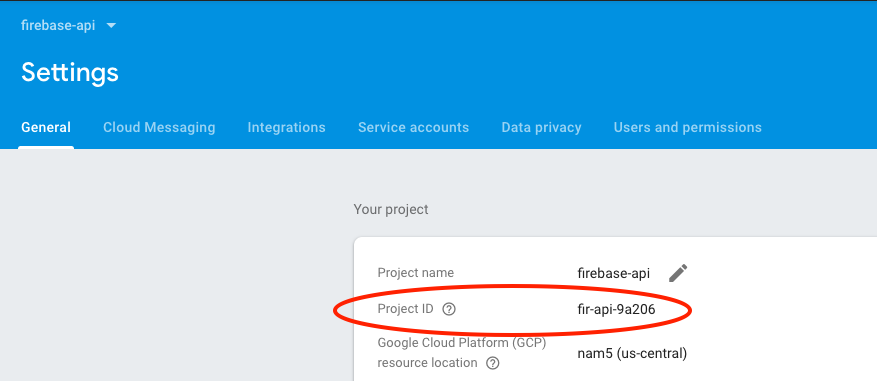 firebase-api
Settings
General Cloud Messaging Integrations Service accounts Data privacy Users and permissions
Your project
Project name firebase-api
Project ID fir-api-9a206
Google Cloud Platform (GCP)
resource location nam5 (us-central)